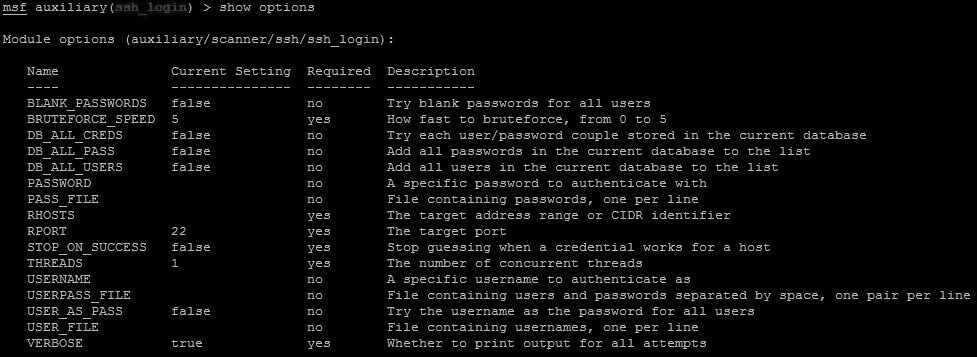 msf auxiliary(ssh_login) > show options
Module options (auxiliary/scanner/ssh/ssh_login):
Name Current Setting Required Description
---- --------------- -------- -----------
BLANK_PASSWORDS false no Try blank passwords for all users
BRUTEFORCE_SPEED 5 yes How fast to bruteforce, from 0 to 5
DB_ALL_CREDS false no Try each user/password couple stored in the current database
DB_ALL_PASS false no Add all passwords in the current database to the list
DB_ALL_USERS false no Add all users in the current database to the list
PASSWORD no A specific password to authenticate with
PASS_FILE no File containing passwords, one per line
RHOSTS yes The target address range or CIDR identifier
RPORT 22 yes The target port
STOP_ON_SUCCESS false yes Stop guessing when a credential works for a host
THREADS 1 yes The number of concurrent threads
USERNAME no A specific username to authenticate as
USERPASS_FILE no File containing users and passwords separated by space, one pair per line
USER_AS_PASS false no Try the username as the password for all users
USER_FILE no File containing usernames, one per line
VERBOSE true yes Whether to print output for all attempts